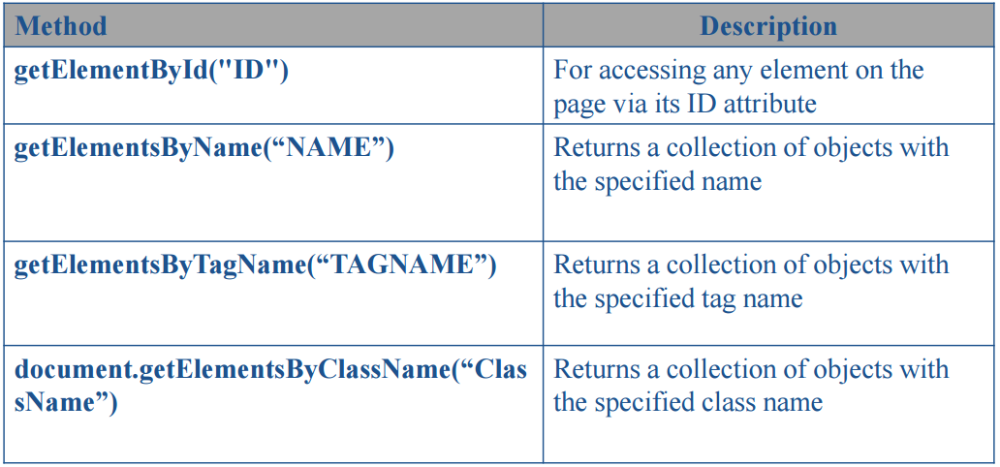 Method Description
getElementById("ID") For accessing any element on the
page via its ID attribute
getElementsByName(“NAME”) Returns a collection of objects with
the specified name
getElementsByTagName(“TAGNAME”) Returns a collection of objects with
the specified tag name
document.getElementsByClassName(“Clas Returns a collection of objects with
sName”) the specified class name